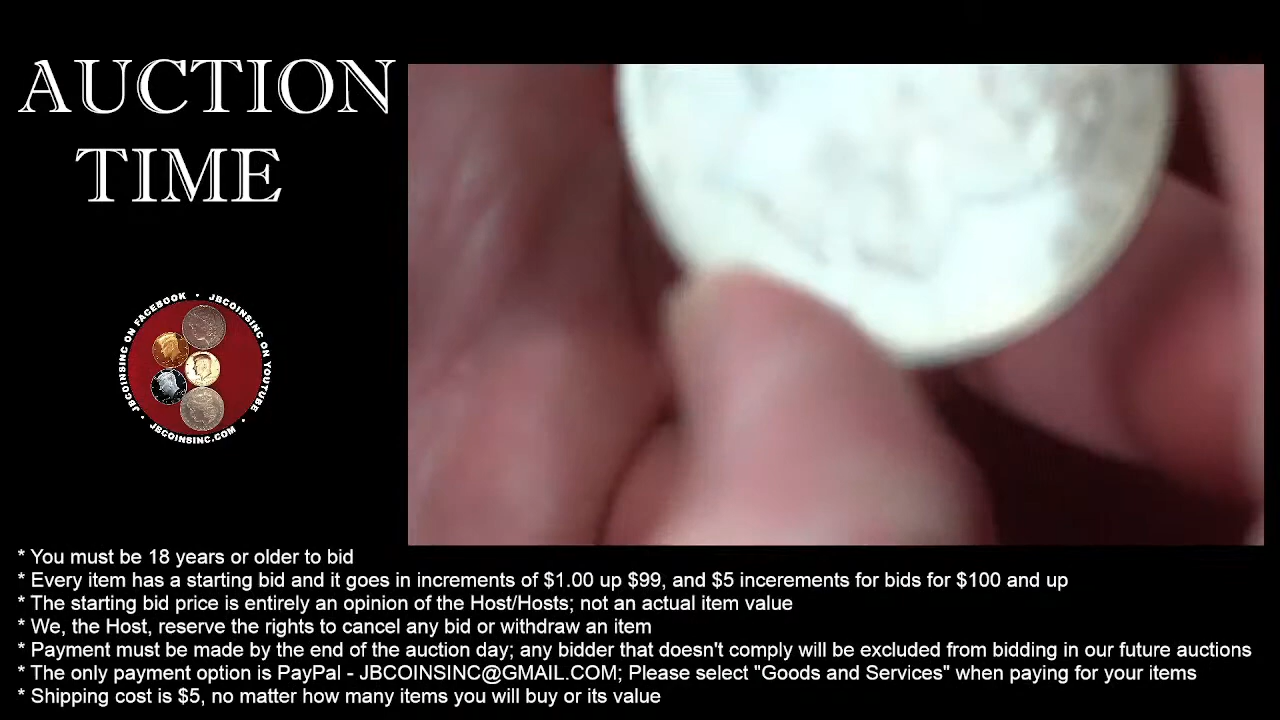 AUCTION
TIME
JBCOINSINC ON FACEBOOK • JBCOINSINC ON YOUTUBE • JBCOINSINC.COM •
* You must be 18 years or older to bid
* Every item has a starting bid and it goes in increments of $1.00 up $99, and $5 incerements for bids for $100 and up
* The starting bid price is entirely an opinion of the Host/Hosts; not an actual item value
* We, the Host, reserve the rights to cancel any bid or withdraw an item
* Payment must be made by the end of the auction day; any bidder that doesn't comply will be excluded from bidding in our future auctions
* The only payment option is PayPal - JBCOINSINC@GMAIL.COM; Please select "Goods and Services" when paying for your items
* Shipping cost is $5, no matter how many items you will buy or its value